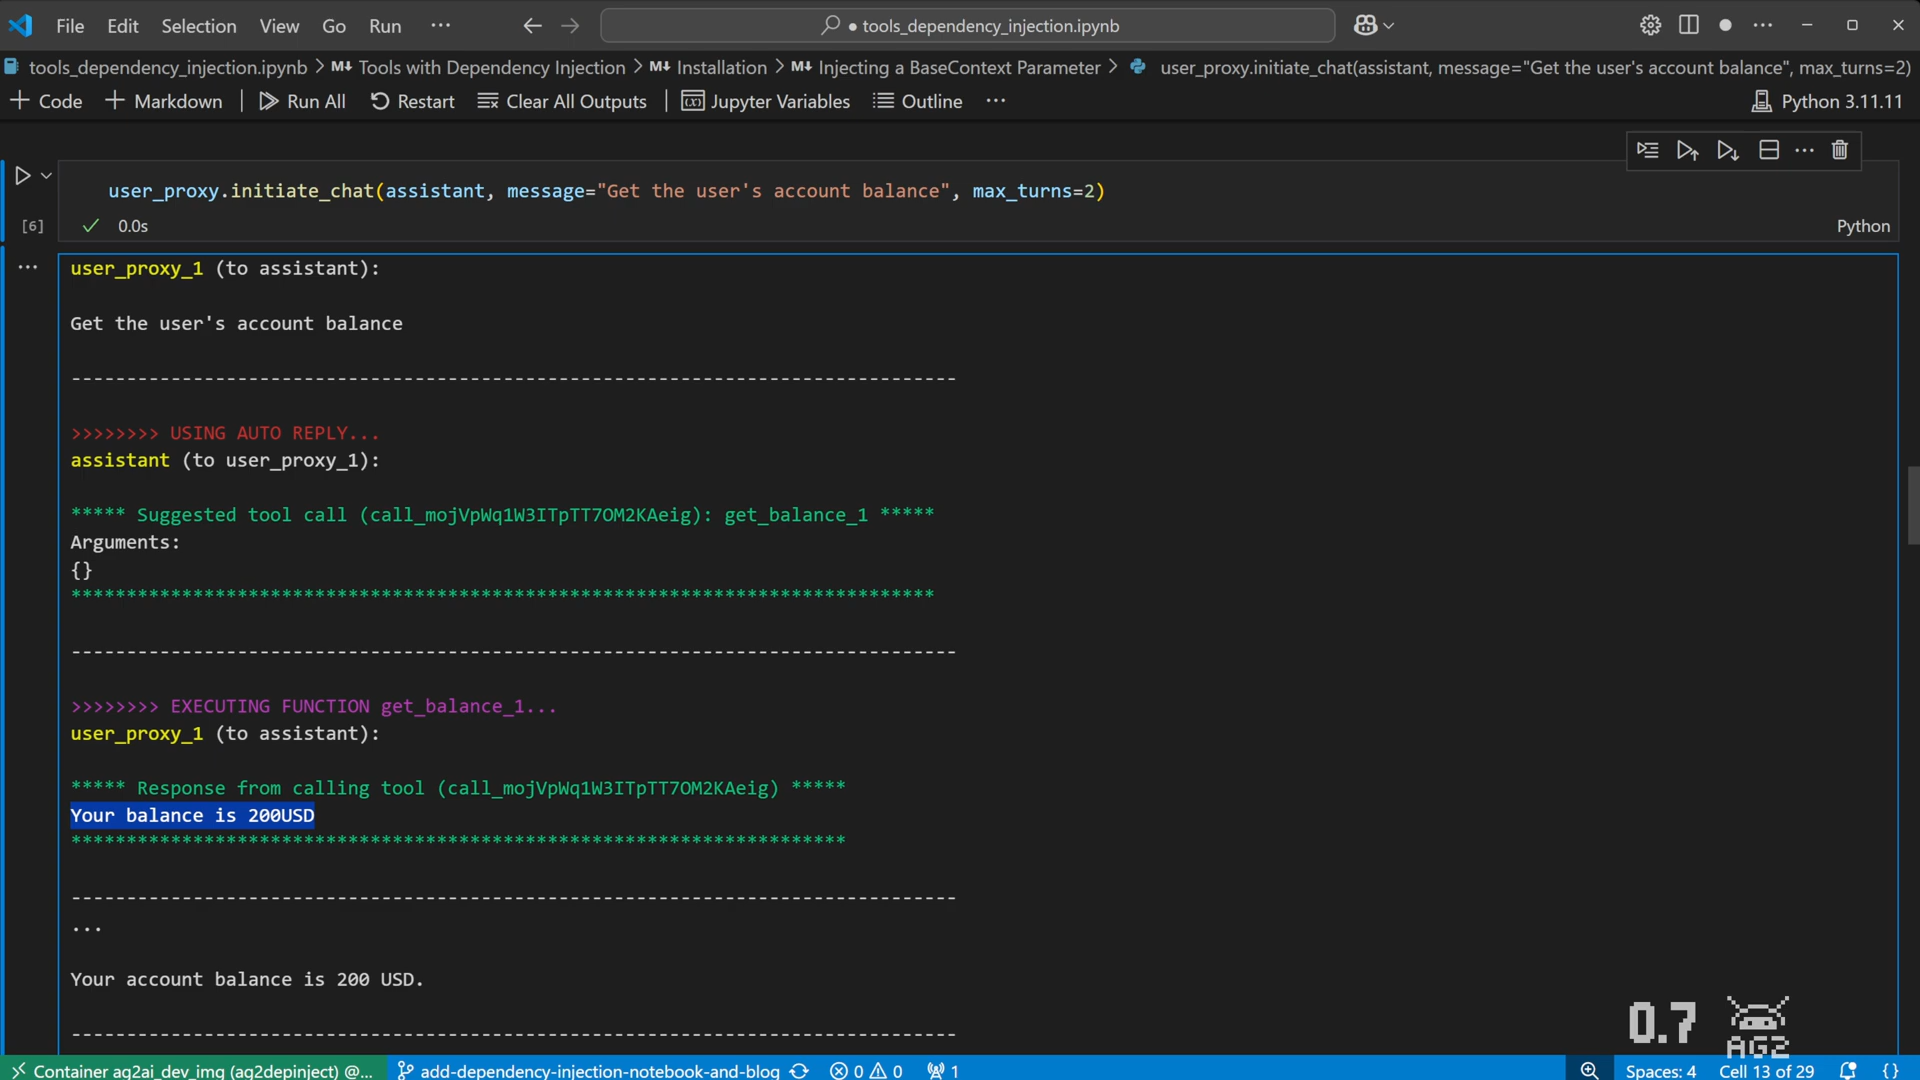 File Edit Selection View Go Run ··· ● tools_dependency_injection.ipynb
tools_dependency_injection.ipynb > M↓ Tools with Dependency Injection > M↓ Installation > M↓ Injecting a BaseContext Parameter > user_proxy.initiate_chat(assistant, message="Get the user's account balance", max_turns=2)
+ Code + Markdown | Run All Restart Clear All Outputs | Jupyter Variables Outline ··· Python 3.11.11
user_proxy.initiate_chat(assistant, message="Get the user's account balance", max_turns=2)
[6] ✓ 0.0s Python
user_proxy_1 (to assistant):
Get the user's account balance
--------------------------------------------------------------------------------
>>>>>>>> USING AUTO REPLY...
assistant (to user_proxy_1):
***** Suggested tool call (call_mojVpWq1W3ITpTT7OM2KAeig): get_balance_1 *****
Arguments:
{}
******************************************************************************
--------------------------------------------------------------------------------
>>>>>>>> EXECUTING FUNCTION get_balance_1...
user_proxy_1 (to assistant):
***** Response from calling tool (call_mojVpWq1W3ITpTT7OM2KAeig) *****
Your balance is 200USD
**********************************************************************
--------------------------------------------------------------------------------
...
Your account balance is 200 USD.
--------------------------------------------------------------------------------
0.7 AG2
Container ag2ai_dev_img (ag2depinject) @... add-dependency-injection-notebook-and-blog 0 0 1 Spaces: 4 Cell 13 of 29 {}